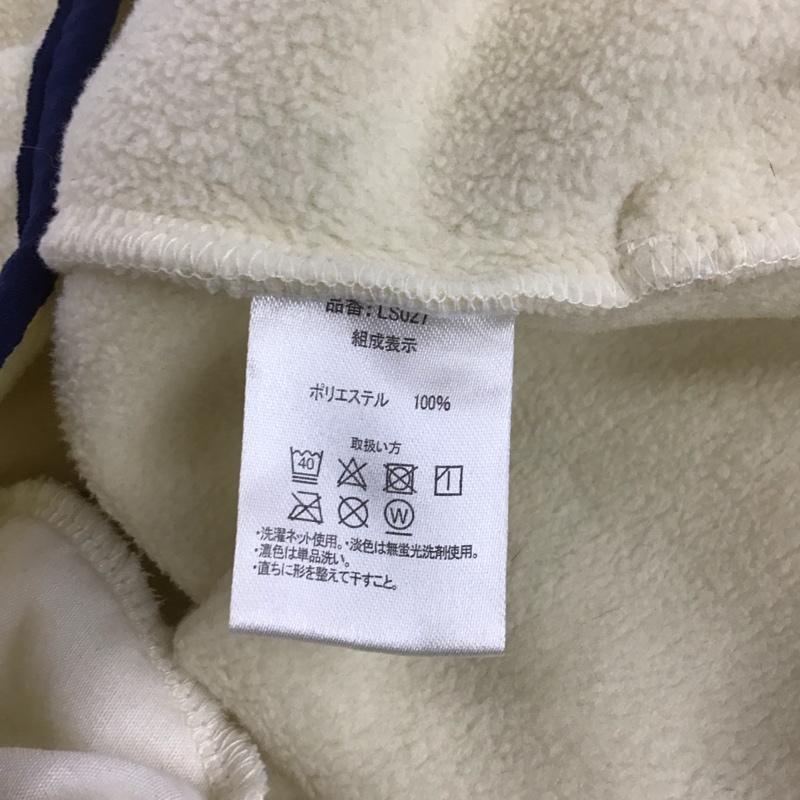 品番:LS027
組成表示
ポリエステル 100%
取扱い方
40
W
・洗濯ネット使用。・淡色は無蛍光洗剤使用。
・濃色は単品洗い。
・直ちに形を整えて干すこと。